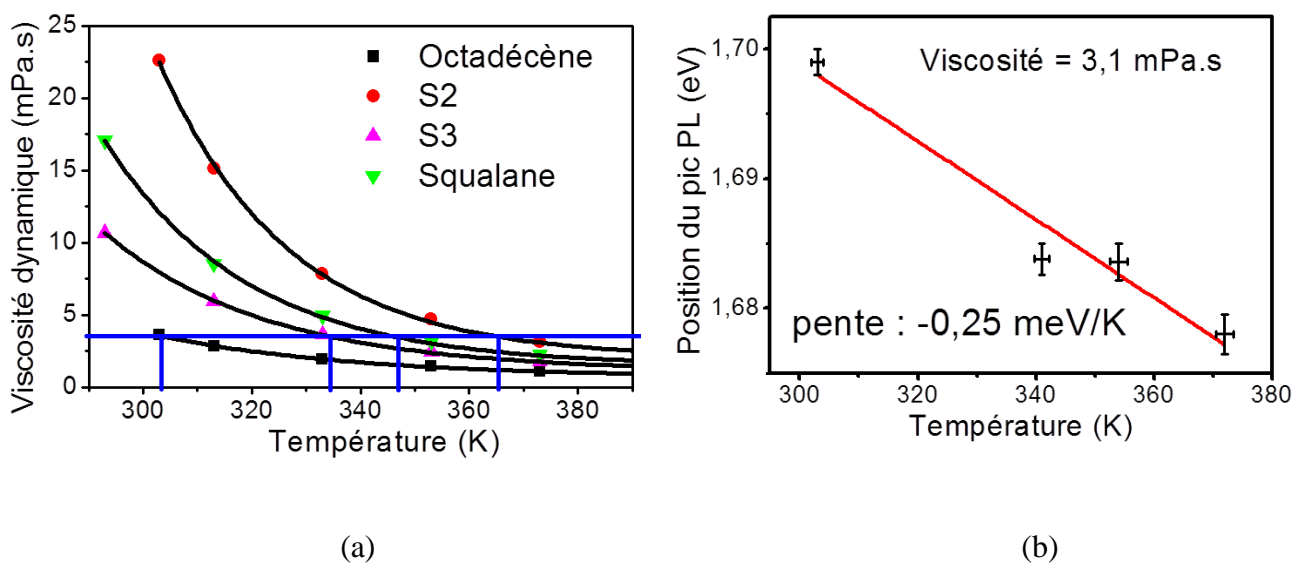 25
20
15
10
5
0
Viscosité dynamique (mPa.s)
Octadécène
S2
S3
Squalane
300 320 340 360 380
Température (K)
1,70
1,69
1,68
Position du pic PL (eV)
Viscosité = 3,1 mPa.s
pente : -0,25 meV/K
300 320 340 360 380
Température (K)
(a) (b)